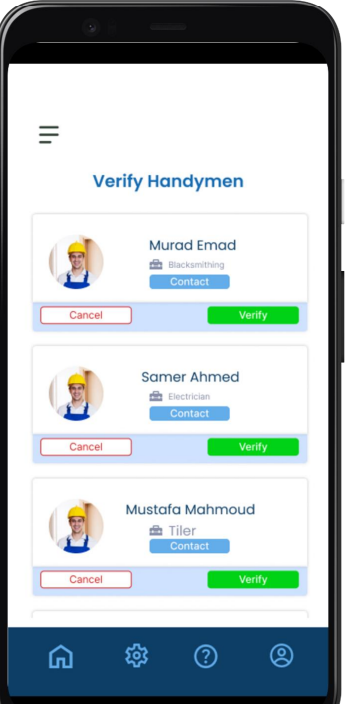 Verify Handymen
Murad Emad
Blacksmithing
Contact
Cancel
Verify
Samer Ahmed
Electrician
Contact
Cancel
Verify
Mustafa Mahmoud
Tiler
Contact
Cancel
Verify